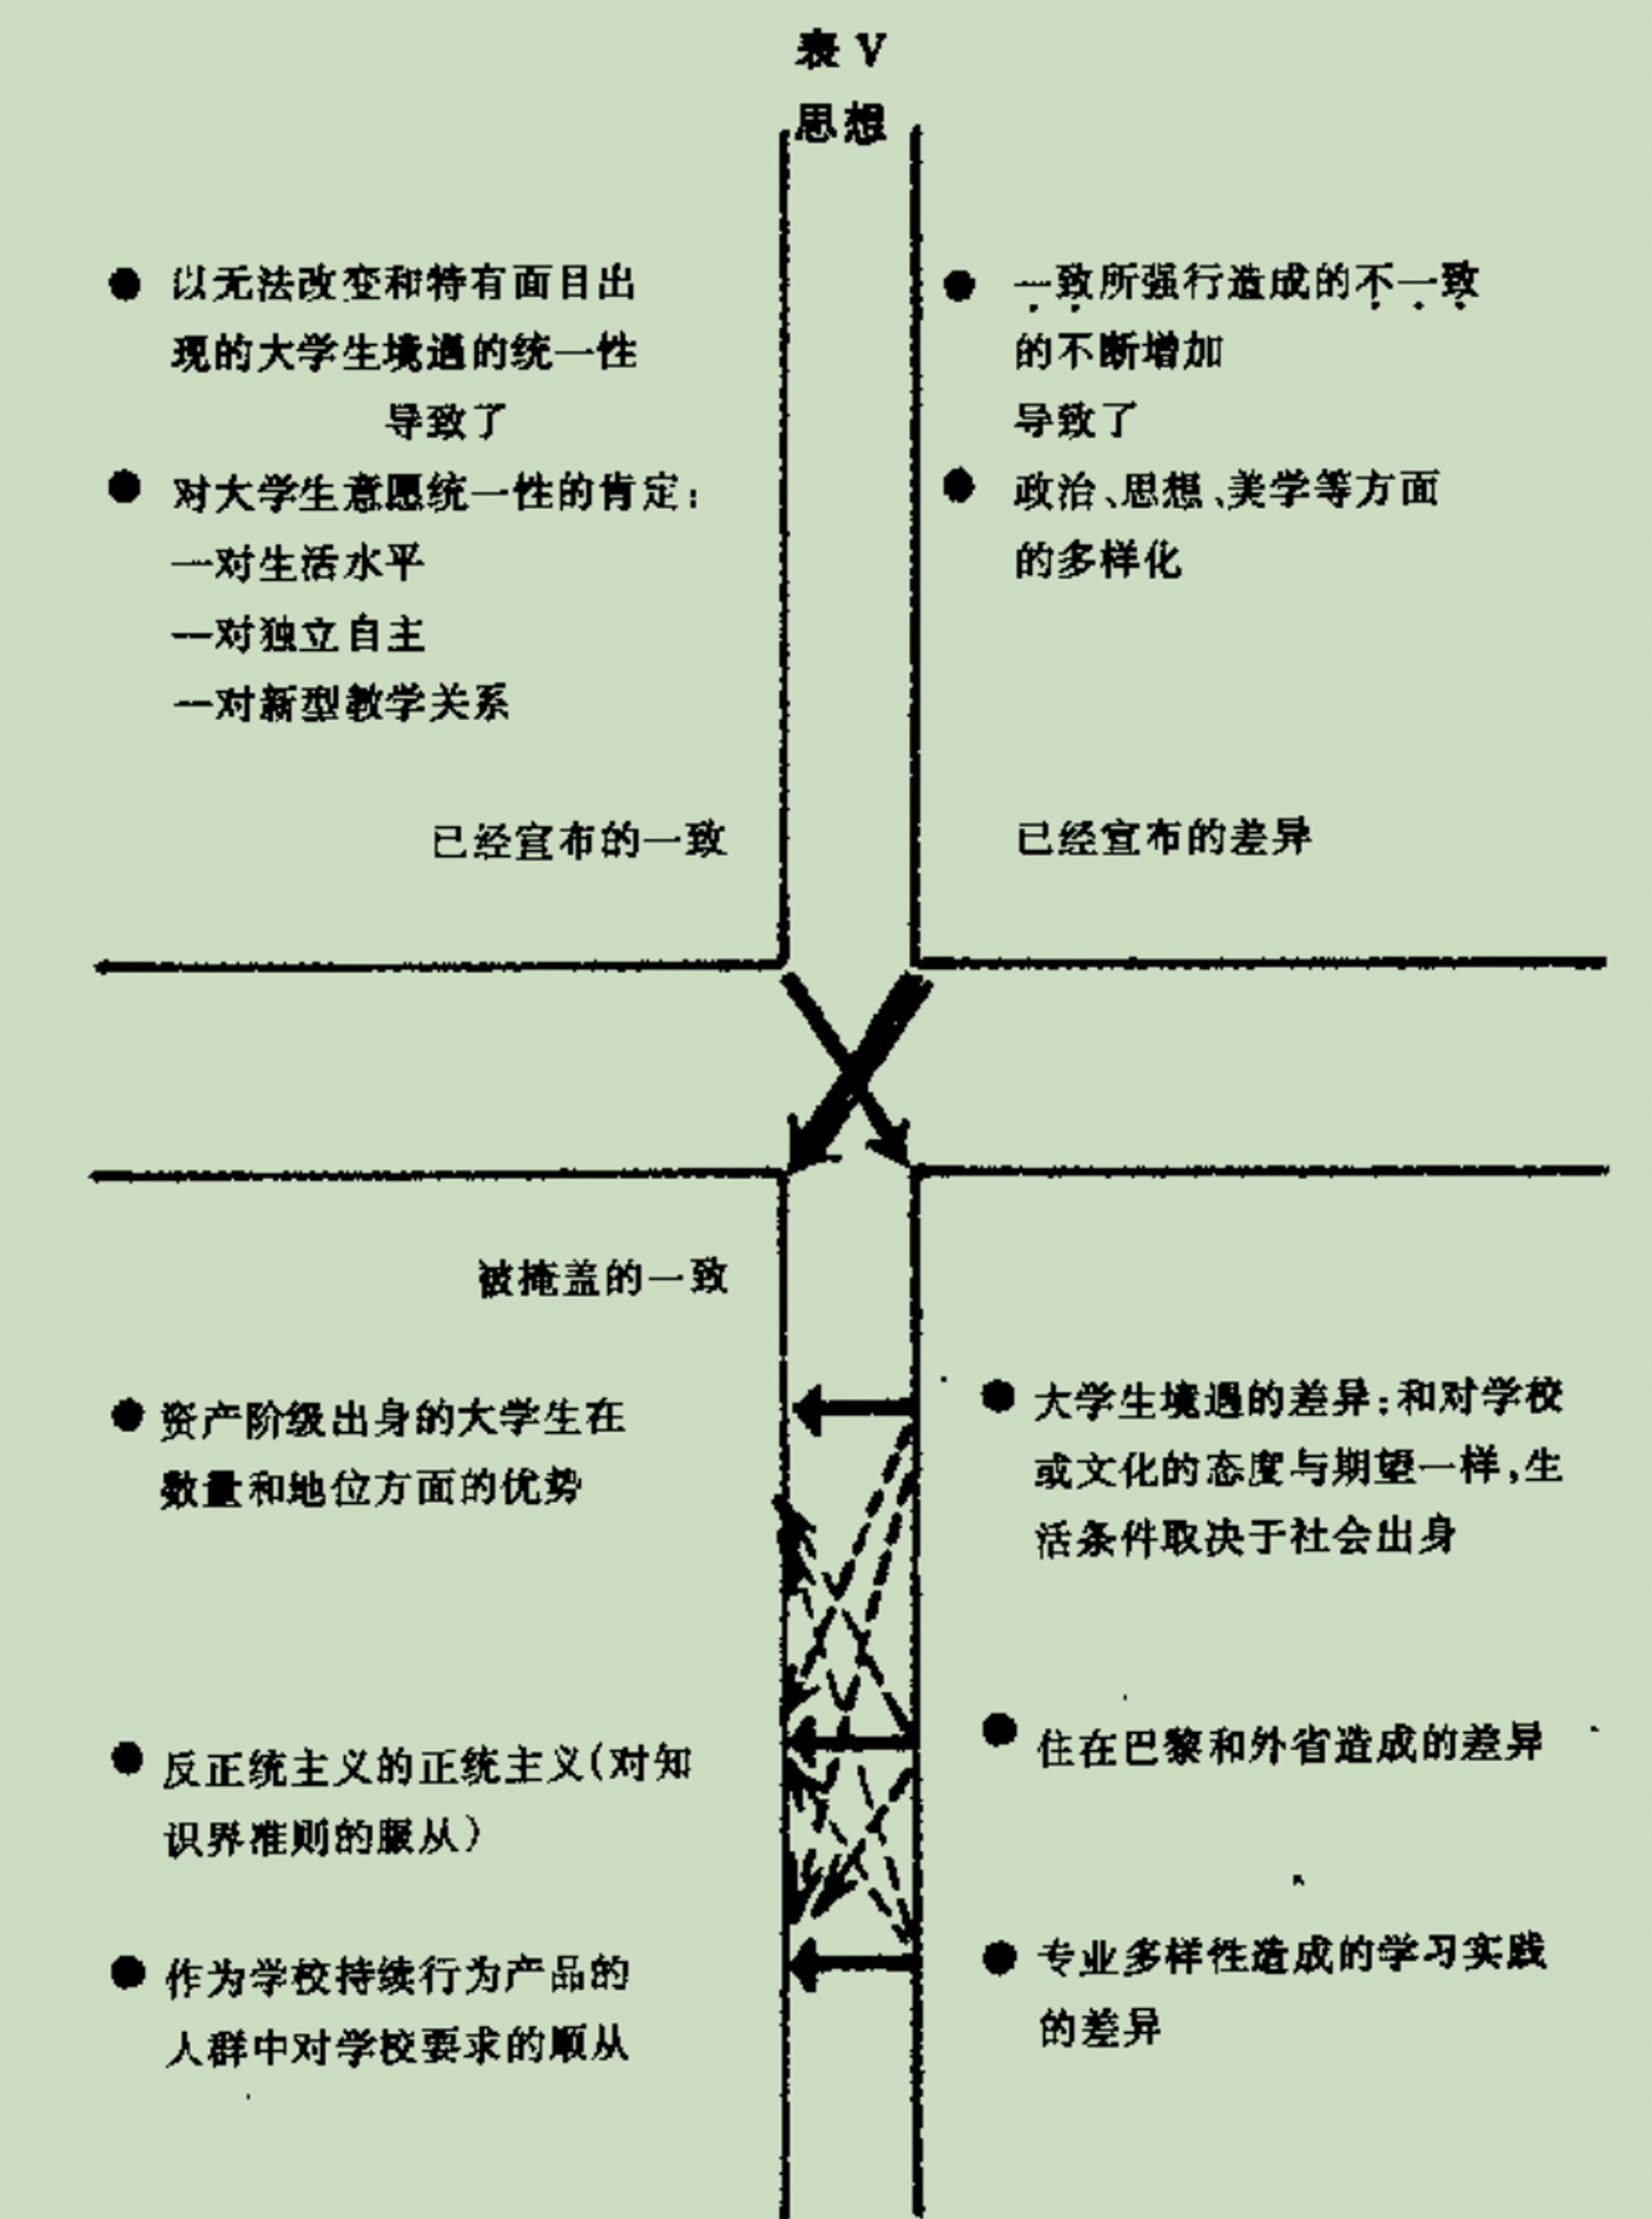 表 V
思想
● 以无法改变和特有面目出
现的大学生境遇的统一性
导致了
● 对大学生意愿统一性的肯定：
—对生活水平
—对独立自主
—对新型教学关系
已经宣布的一致
● 一致所强行造成的不一致
的不断增加
导致了
● 政治、思想、美学等方面
的多样化
已经宣布的差异
被掩盖的一致
● 资产阶级出身的大学生在
数量和地位方面的优势
● 反正统主义的正统主义（对知
识界准则的服从）
● 作为学校持续行为产品的
人群中对学校要求的顺从
● 大学生境遇的差异；和对学校
或文化的态度与期望一样，生
活条件取决于社会出身
● 住在巴黎和外省造成的差异
● 专业多样性造成的学习实践
的差异